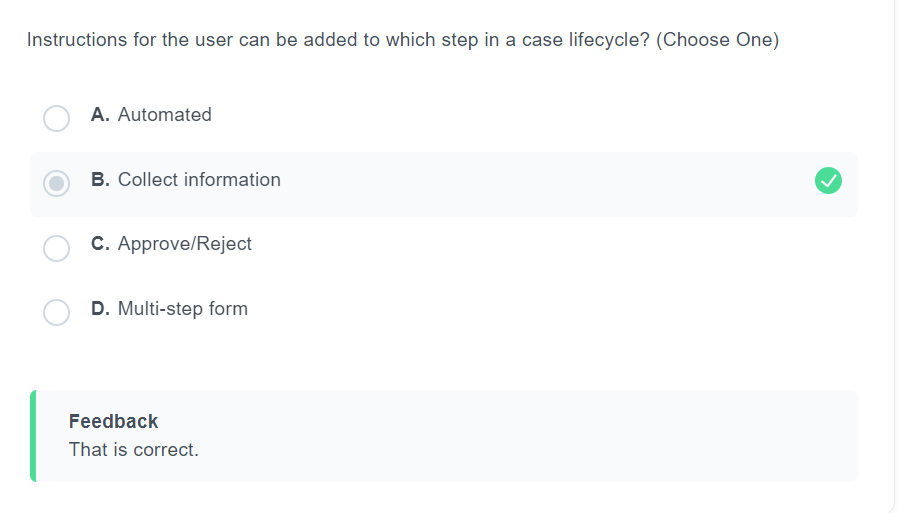 Instructions for the user can be added to which step in a case lifecycle? (Choose One)
A. Automated
B. Collect information
C. Approve/Reject
D. Multi-step form
Feedback
That is correct.